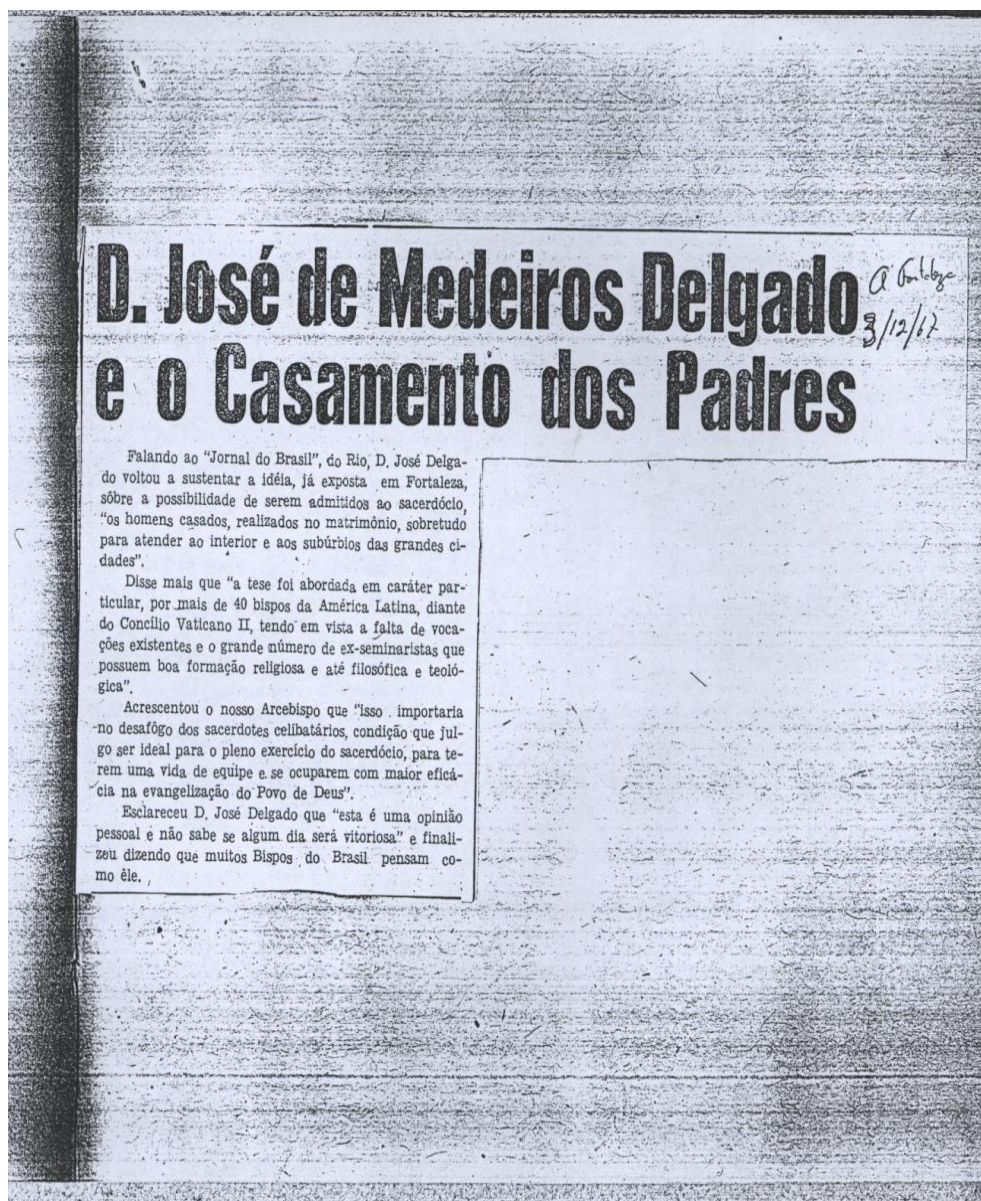 D. José de Medeiros Delgado
e o Casamento dos Padres
A
3/12/67
Falando ao "Jornal do Brasil", do Rio, D. José Delga-
do voltou a sustentar a idéia, já exposta em Fortaleza,
sôbre a possibilidade de serem admitidos ao sacerdócio,
"os homens casados, realizados no matrimônio, sobretudo
para atender ao interior e aos subúrbios das grandes ci-
dades".
Disse mais que "a tese foi abordada em caráter par-
ticular, por mais de 40 bispos da América Latina, diante
do Concílio Vaticano II, tendo em vista a falta de voca-
ções existentes e o grande número de ex-seminaristas que
possuem boa formação religiosa e até filosófica e teoló-
gica".
Acrescentou o nosso Arcebispo que "isso importaria
no desafôgo dos sacerdotes celibatários, condição que jul-
go ser ideal para o pleno exercício do sacerdócio, para te-
rem uma vida de equipe e se ocuparem com maior eficá-
cia na evangelização do Povo de Deus".
Esclareceu D. José Delgado que "esta é uma opinião
pessoal e não sabe se algum dia será vitoriosa" e finali-
zou dizendo que muitos Bispos do Brasil pensam co-
mo êle.